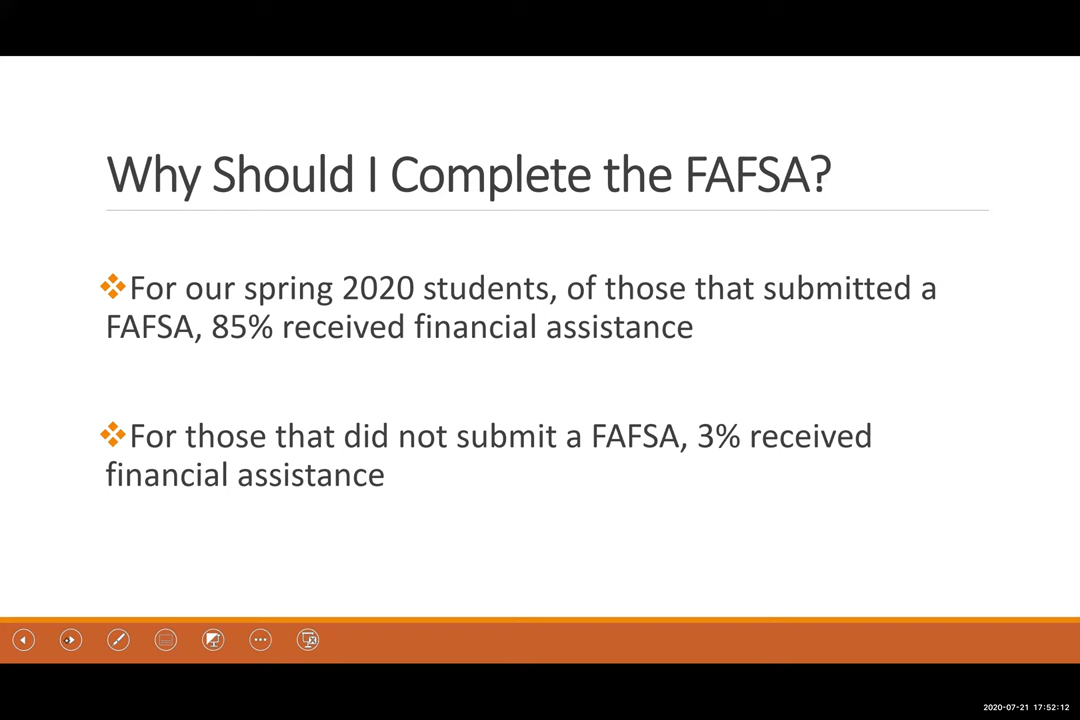 Why Should I Complete the FAFSA?
For our spring 2020 students, of those that submitted a
FAFSA, 85% received financial assistance
For those that did not submit a FAFSA, 3% received
financial assistance
2020-07-21 17:52:12